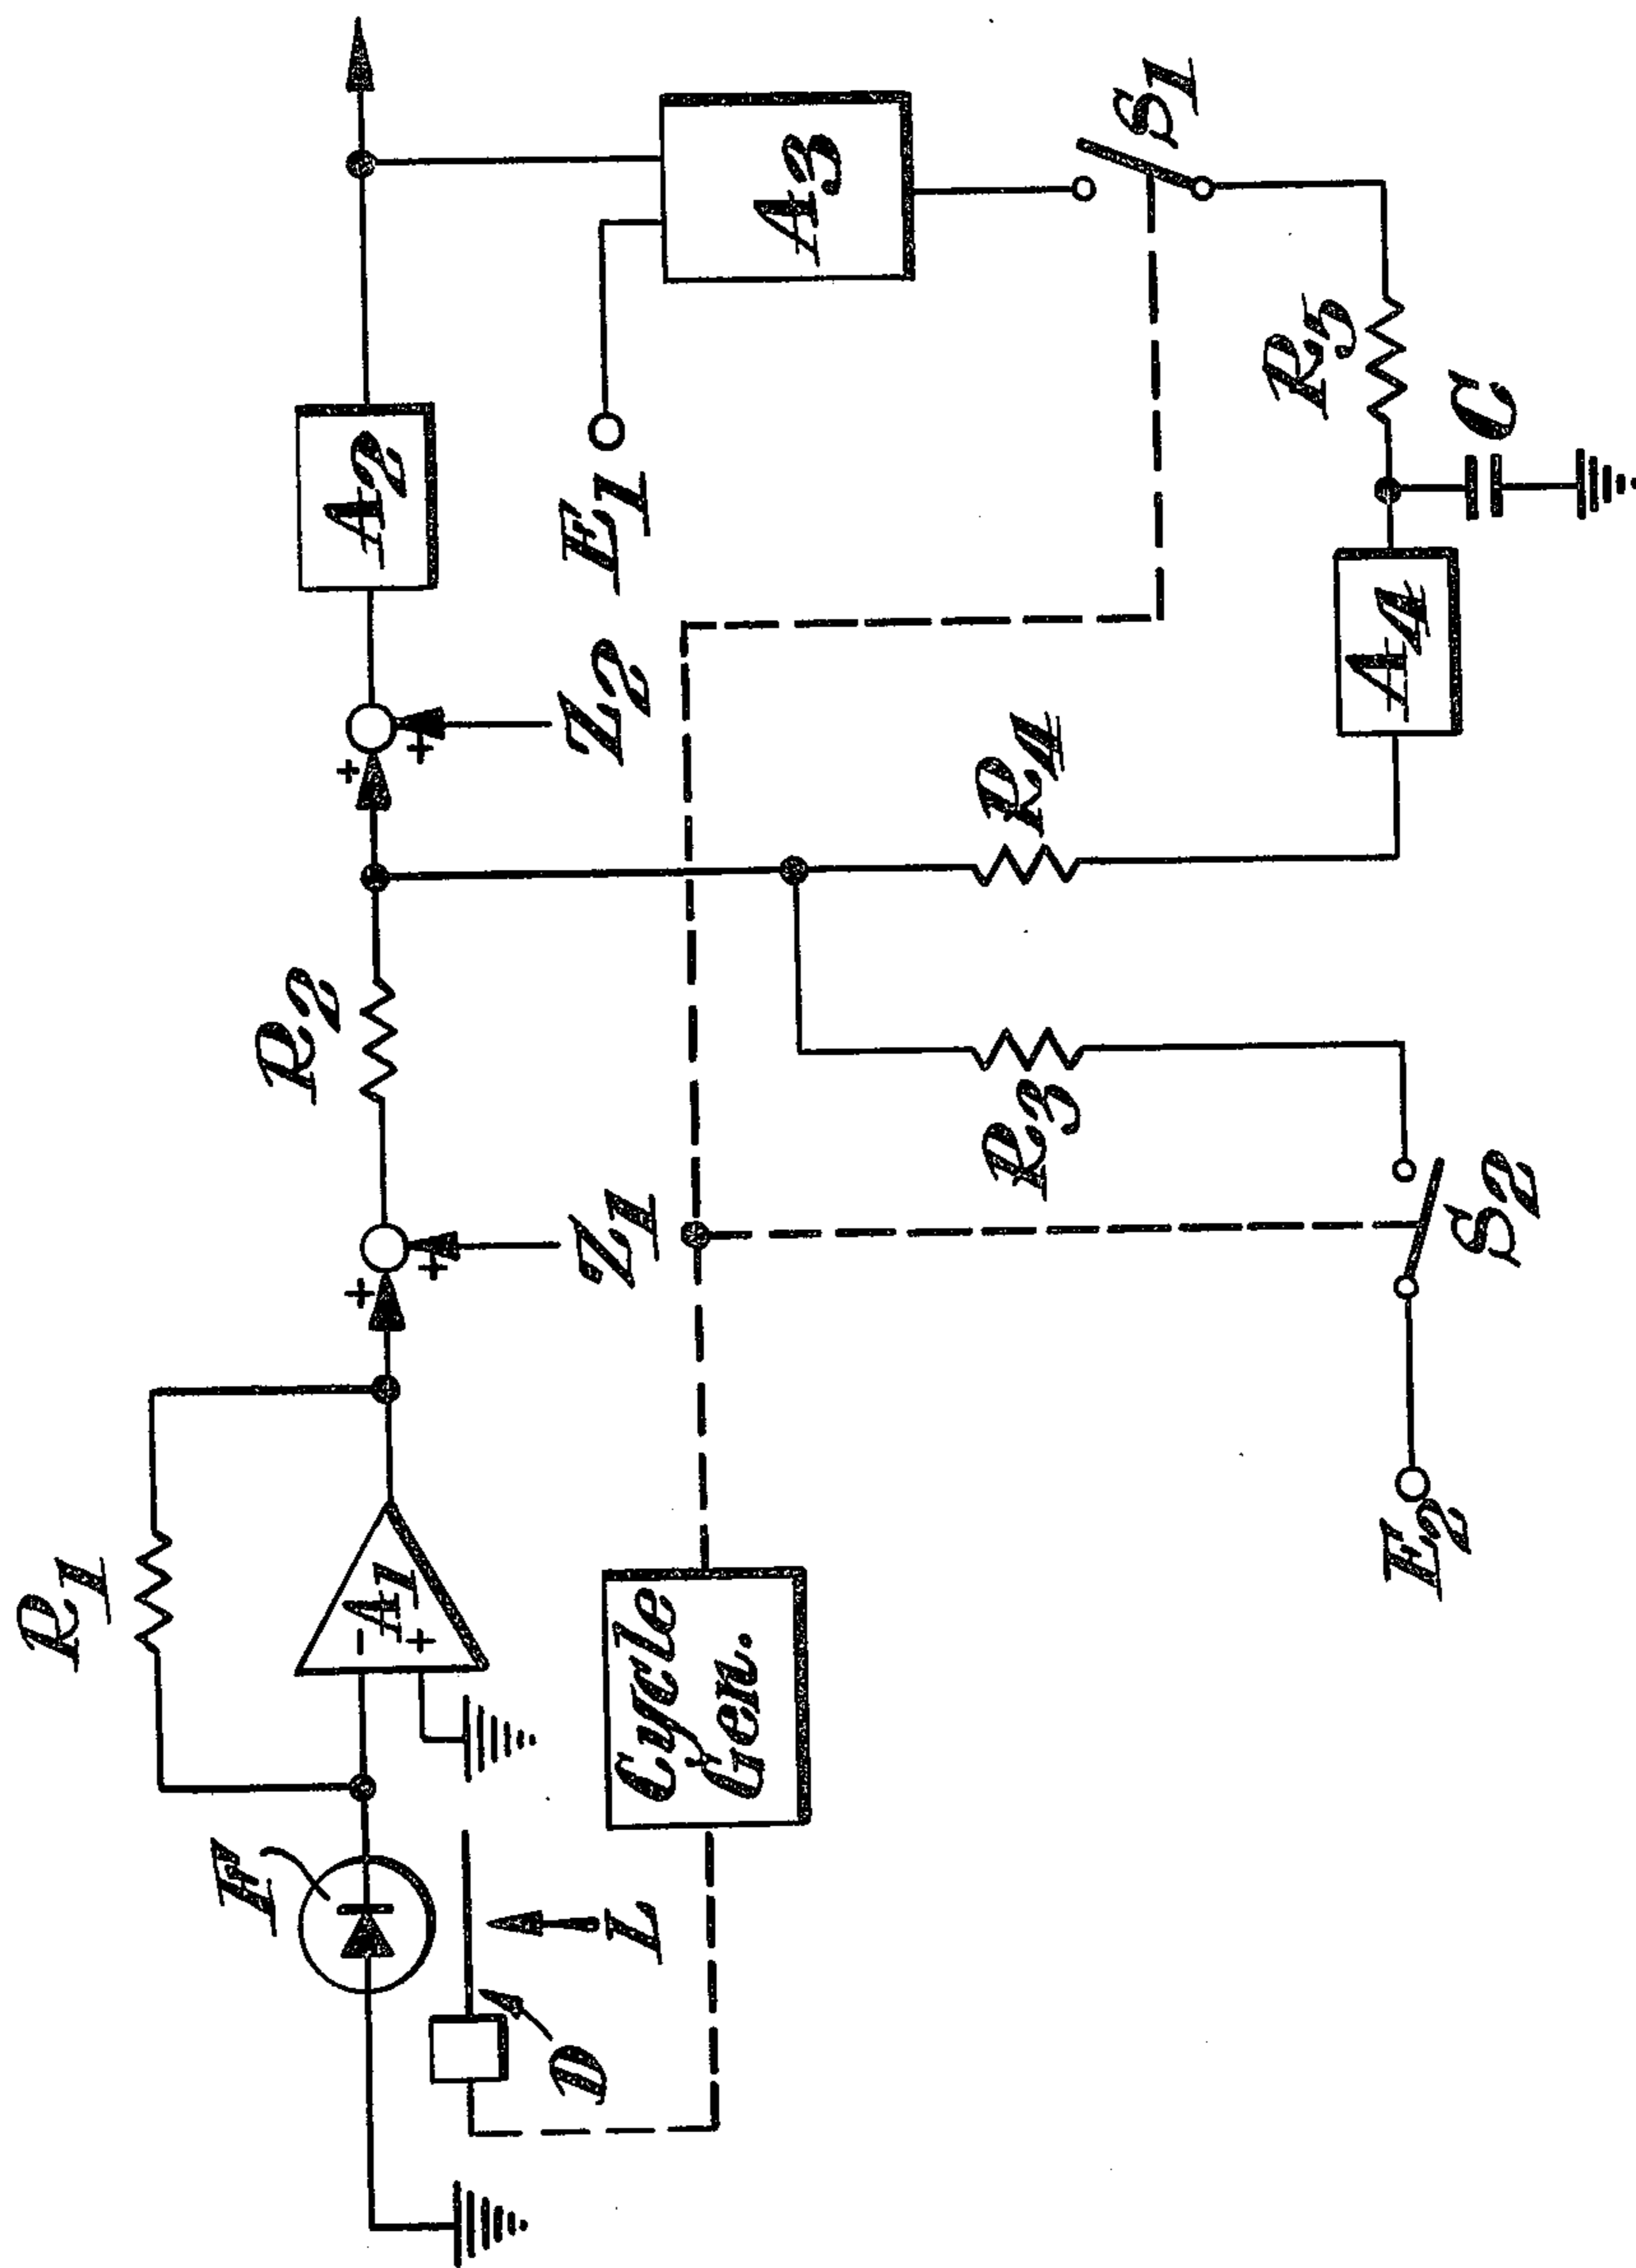 R1
F
A1
-
+
D
L
Cycle
Gen.
+
+
Z1
R2
+
+
Z2
A2
E1
A3
S1
R5
C
A4
R4
R3
S2
E2